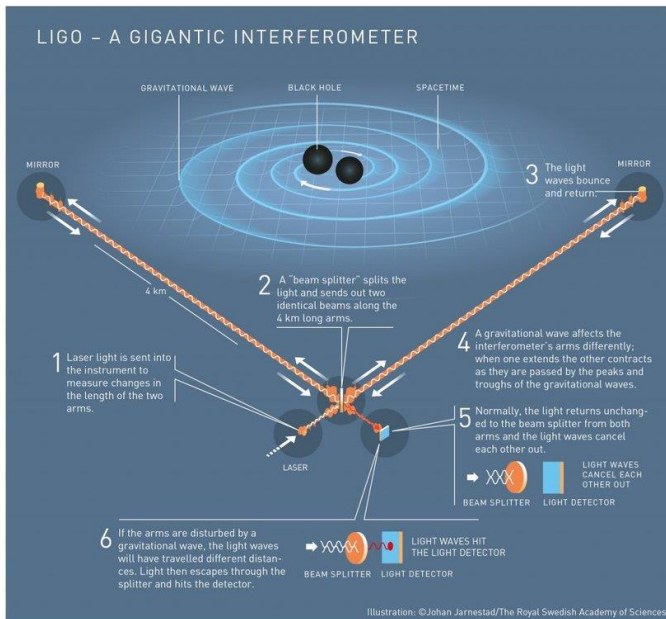 LIGO – A GIGANTIC INTERFEROMETER
GRAVITATIONAL WAVE
BLACK HOLE
SPACETIME
MIRROR
MIRROR
3 The light
waves bounce
and return.
4 km
2 A "beam splitter" splits the
light and sends out two
identical beams along the
4 km long arms.
1 Laser light is sent into
the instrument to
measure changes in
the length of the two
arms.
4 A gravitational wave affects the
interferometer's arms differently;
when one extends the other contracts
as they are passed by the peaks and
troughs of the gravitational waves.
LASER
5 Normally, the light returns unchang-
ed to the beam splitter from both
arms and the light waves cancel
each other out.
LIGHT WAVES
CANCEL EACH
OTHER OUT
BEAM SPLITTER
LIGHT DETECTOR
6 If the arms are disturbed by a
gravitational wave, the light waves
will have travelled different distan-
ces. Light then escapes through the
splitter and hits the detector.
LIGHT WAVES HIT
THE LIGHT DETECTOR
BEAM SPLITTER
LIGHT DETECTOR
Illustration: ©Johan Jarnestad/The Royal Swedish Academy of Sciences